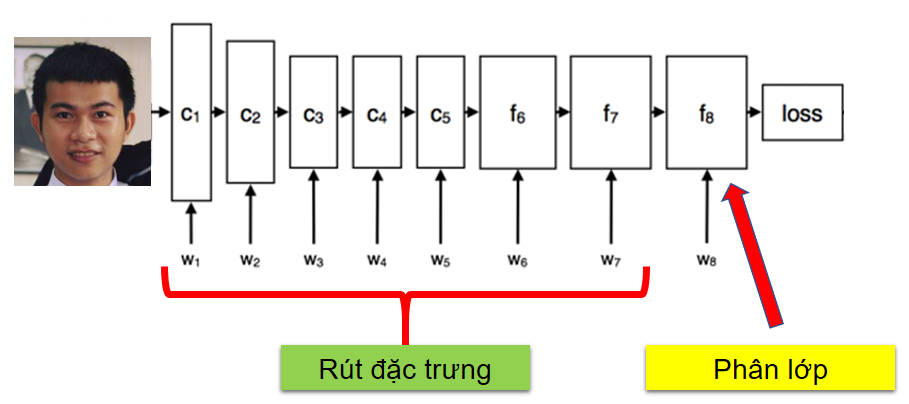 c₁ c₂ c₃ c₄ c₅ f₆ f₇ f₈ loss
w₁ w₂ w₃ w₄ w₅ w₆ w₇ w₈
Rút đặc trưng
Phân lớp